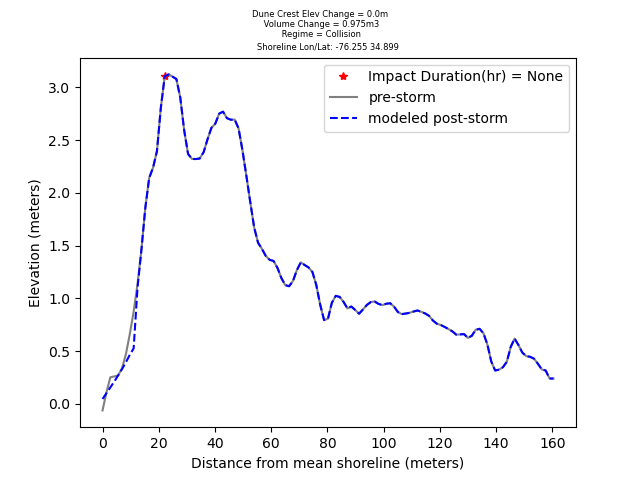 Dune Crest Elev Change = 0.0m
Volume Change = 0.975m3
Regime = Collision
Shoreline Lon/Lat: -76.255 34.899
Impact Duration(hr) = None
pre-storm
modeled post-storm
Elevation (meters)
3.0
2.5
2.0
1.5
1.0
0.5
0.0
0 20 40 60 80 100 120 140 160
Distance from mean shoreline (meters)